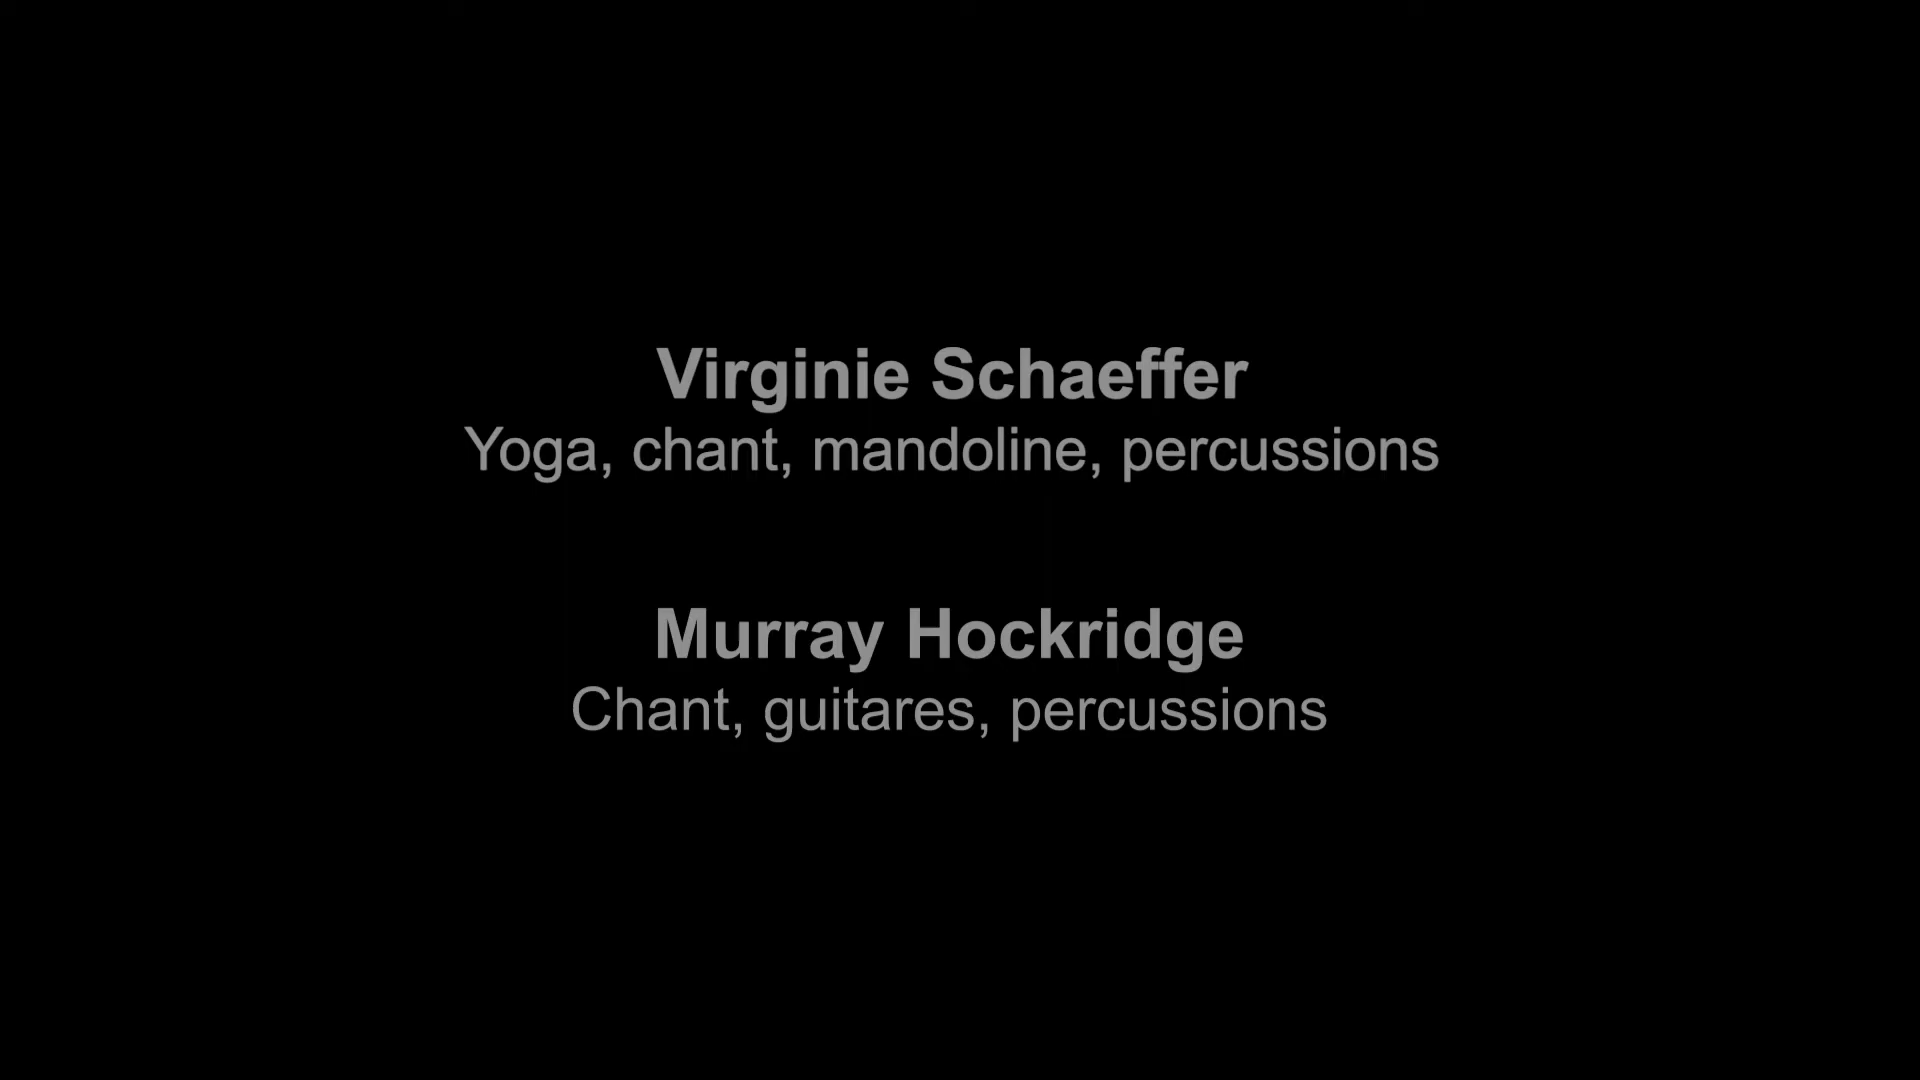 Virginie Schaeffer
Yoga, chant, mandoline, percussions
Murray Hockridge
Chant, guitares, percussions